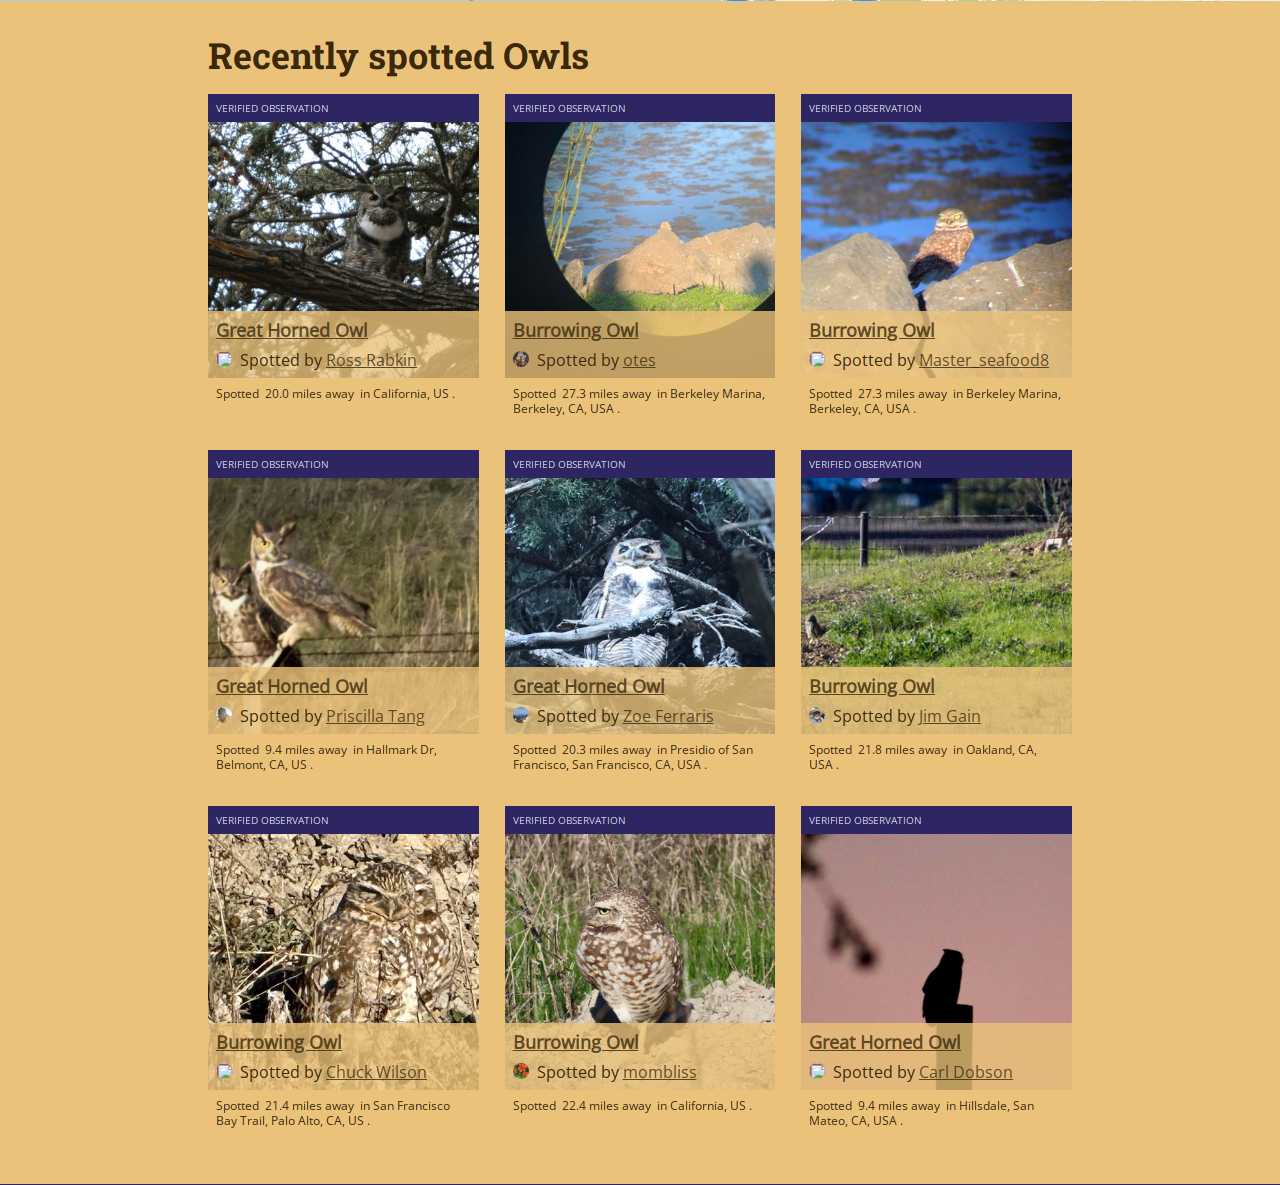 Recently spotted Owls
VERIFIED OBSERVATION
Great Horned Owl
Spotted by Ross Rabkin
Spotted 20.0 miles away in California, US .
VERIFIED OBSERVATION
Burrowing Owl
Spotted by otes
Spotted 27.3 miles away in Berkeley Marina,
Berkeley, CA, USA .
VERIFIED OBSERVATION
Burrowing Owl
Spotted by Master_seafood8
Spotted 27.3 miles away in Berkeley Marina,
Berkeley, CA, USA .
VERIFIED OBSERVATION
Great Horned Owl
Spotted by Priscilla Tang
Spotted 9.4 miles away in Hallmark Dr,
Belmont, CA, US .
VERIFIED OBSERVATION
Great Horned Owl
Spotted by Zoe Ferraris
Spotted 20.3 miles away in Presidio of San
Francisco, San Francisco, CA, USA .
VERIFIED OBSERVATION
Burrowing Owl
Spotted by Jim Gain
Spotted 21.8 miles away in Oakland, CA,
USA .
VERIFIED OBSERVATION
Burrowing Owl
Spotted by Chuck Wilson
Spotted 21.4 miles away in San Francisco
Bay Trail, Palo Alto, CA, US .
VERIFIED OBSERVATION
Burrowing Owl
Spotted by mombliss
Spotted 22.4 miles away in California, US .
VERIFIED OBSERVATION
Great Horned Owl
Spotted by Carl Dobson
Spotted 9.4 miles away in Hillsdale, San
Mateo, CA, USA .